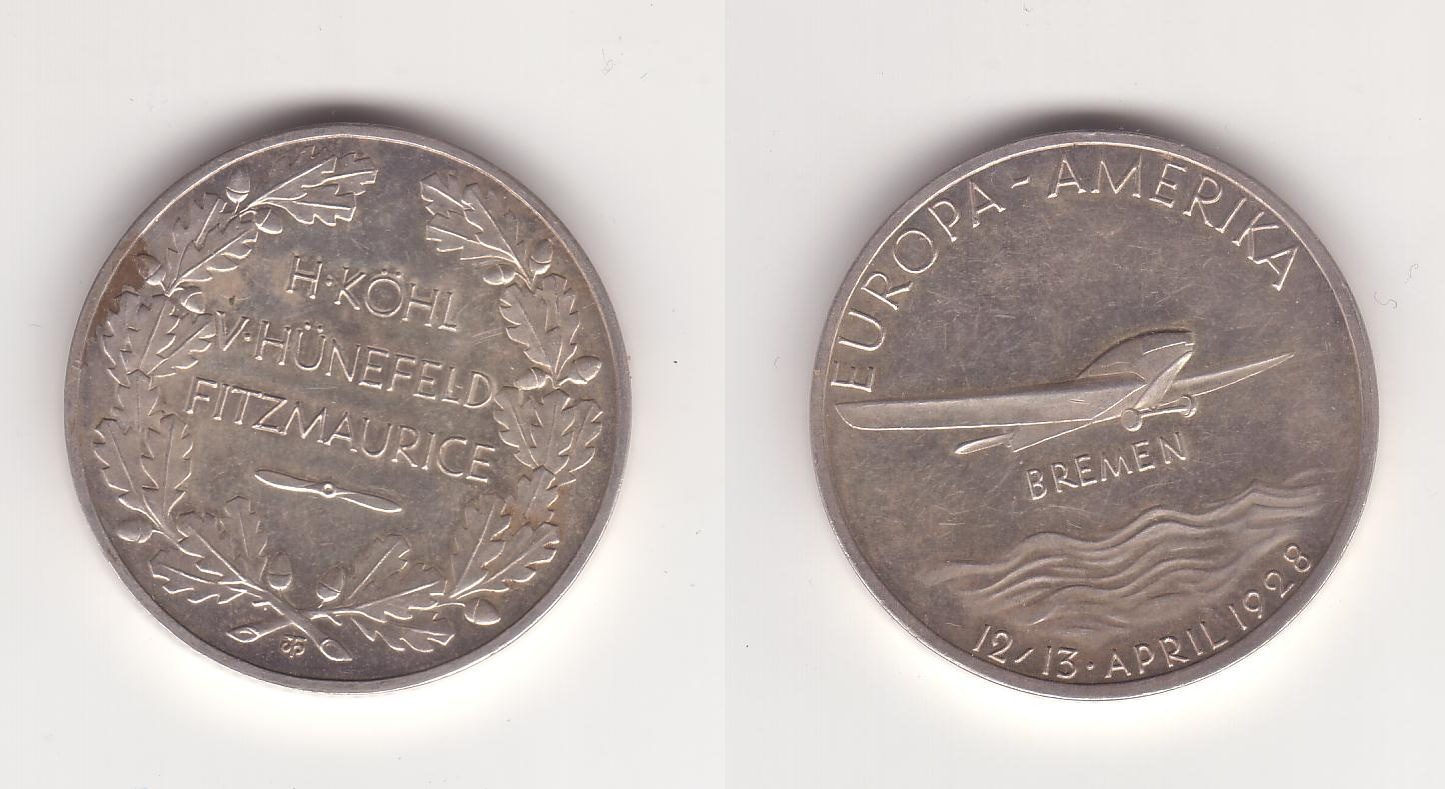 H·KÖHL
V·HÜNEFELD
FITZMAURICE
EUROPA-AMERIKA
BREMEN
12/13·APRIL 1928